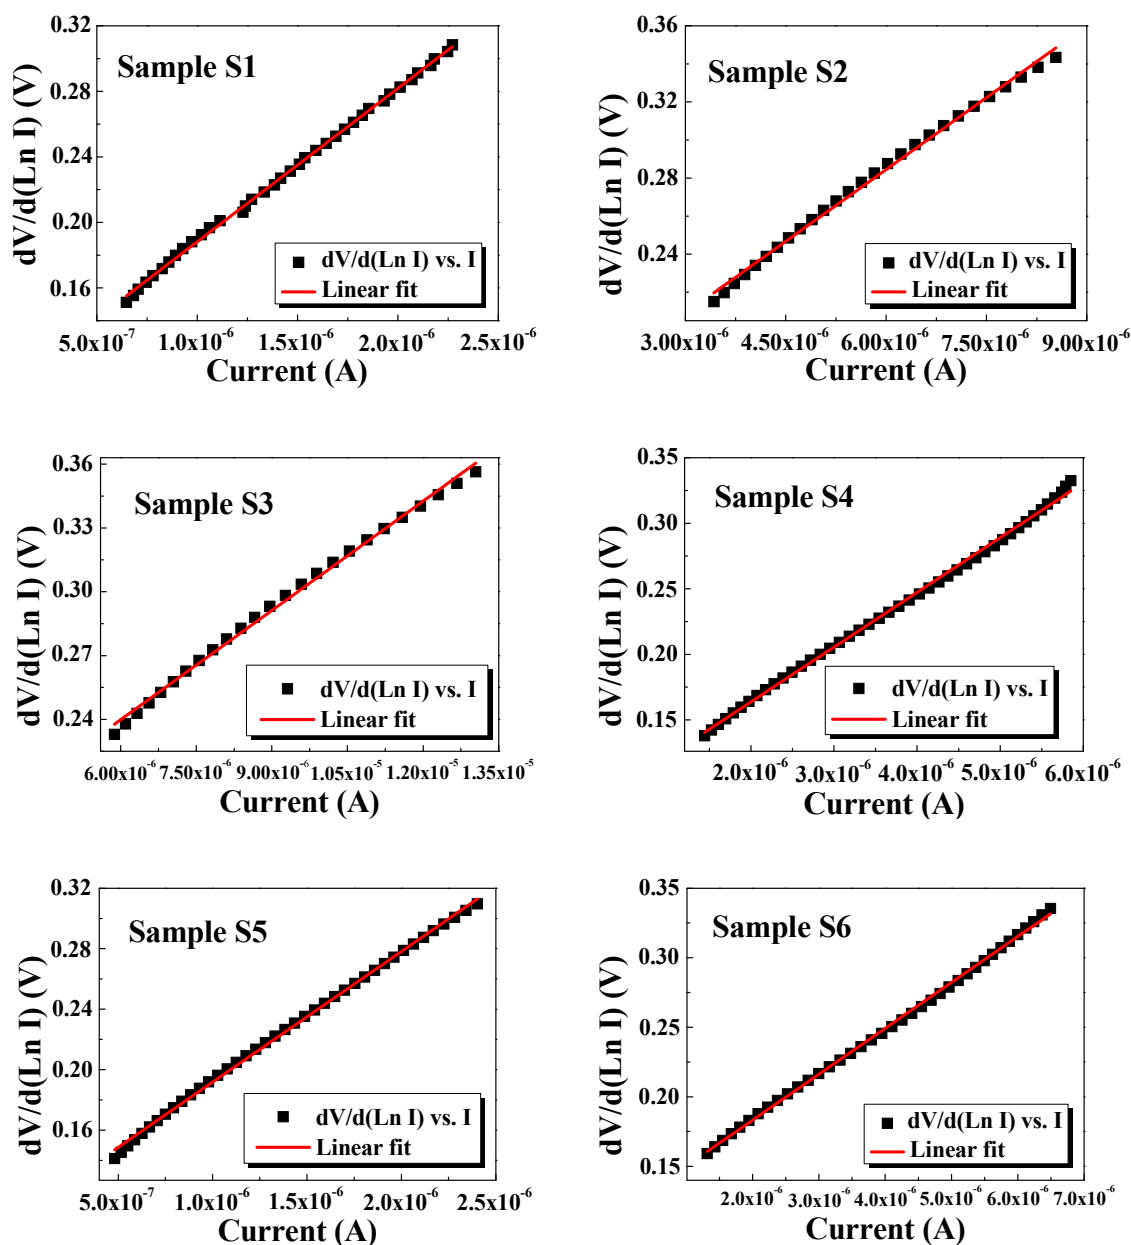 Sample S1
dV/d(Ln I) (V)
0.32
0.28
0.24
0.20
0.16
dV/d(Ln I) vs. I
Linear fit
5.0x10⁻⁷ 1.0x10⁻⁶ 1.5x10⁻⁶ 2.0x10⁻⁶ 2.5x10⁻⁶
Current (A)
Sample S2
dV/d(Ln I) (V)
0.36
0.32
0.28
0.24
dV/d(Ln I) vs. I
Linear fit
3.00x10⁻⁶ 4.50x10⁻⁶ 6.00x10⁻⁶ 7.50x10⁻⁶ 9.00x10⁻⁶
Current (A)
Sample S3
dV/d(Ln I) (V)
0.36
0.33
0.30
0.27
0.24
dV/d(Ln I) vs. I
Linear fit
6.00x10⁻⁶ 7.50x10⁻⁶ 9.00x10⁻⁶ 1.05x10⁻⁵ 1.20x10⁻⁵ 1.35x10⁻⁵
Current (A)
Sample S4
dV/d(Ln I) (V)
0.35
0.30
0.25
0.20
0.15
dV/d(Ln I) vs. I
Linear fit
2.0x10⁻⁶ 3.0x10⁻⁶ 4.0x10⁻⁶ 5.0x10⁻⁶ 6.0x10⁻⁶
Current (A)
Sample S5
dV/d(Ln I) (V)
0.32
0.28
0.24
0.20
0.16
dV/d(Ln I) vs. I
Linear fit
5.0x10⁻⁷ 1.0x10⁻⁶ 1.5x10⁻⁶ 2.0x10⁻⁶ 2.5x10⁻⁶
Current (A)
Sample S6
dV/d(Ln I) (V)
0.35
0.30
0.25
0.20
0.15
dV/d(Ln I) vs. I
Linear fit
2.0x10⁻⁶ 3.0x10⁻⁶ 4.0x10⁻⁶ 5.0x10⁻⁶ 6.0x10⁻⁶ 7.0x10⁻⁶
Current (A)